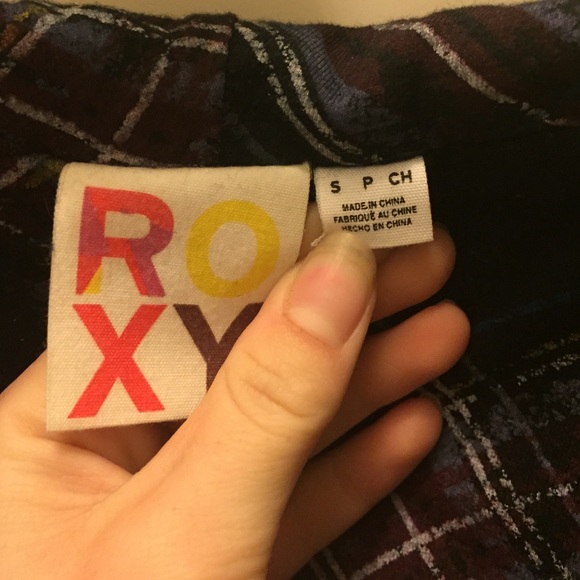 RO
XY
S P CH
MADE IN CHINA
FABRIQUÉ AU CHINE
HECHO EN CHINA